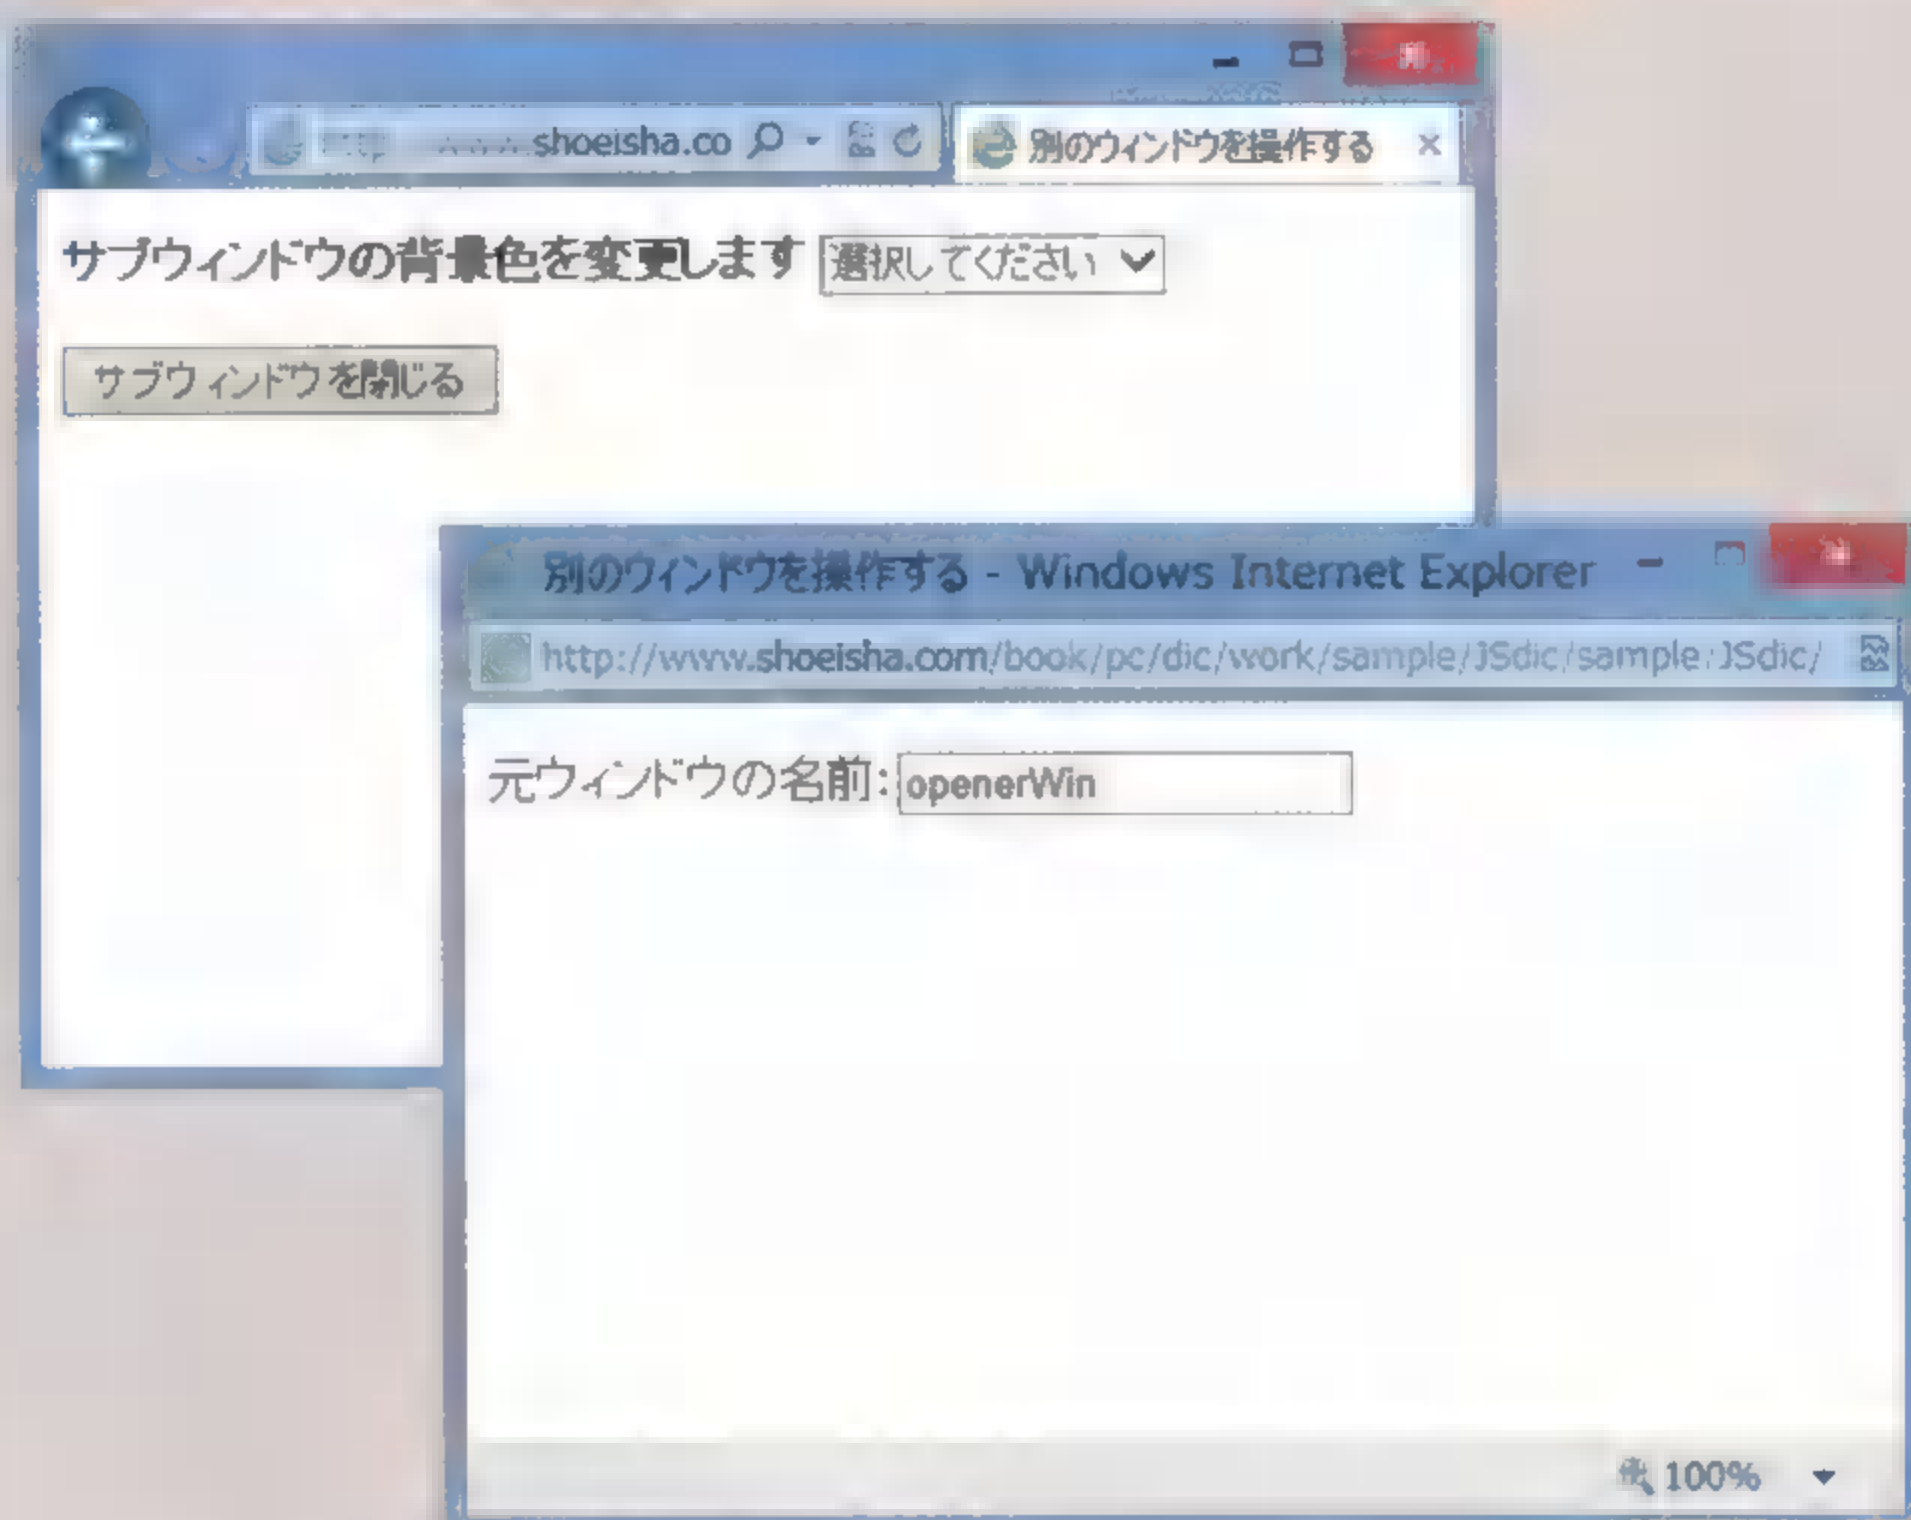 shoeisha.co
別のウィンドウを操作する
サブウィンドウの背景色を変更します 選択してください
サブウィンドウを閉じる
別のウィンドウを操作する - Windows Internet Explorer
http://www.shoeisha.com/book/pc/dic/work/sample/JSdic/sample/JSdic/
元ウィンドウの名前: openerWin
100%